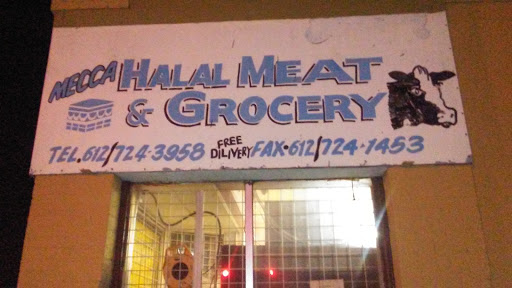 MECCA HALAL MEAT
& GROCERY
TEL. 612/724-3958 FREE DILIVERY FAX. 612/724-1453